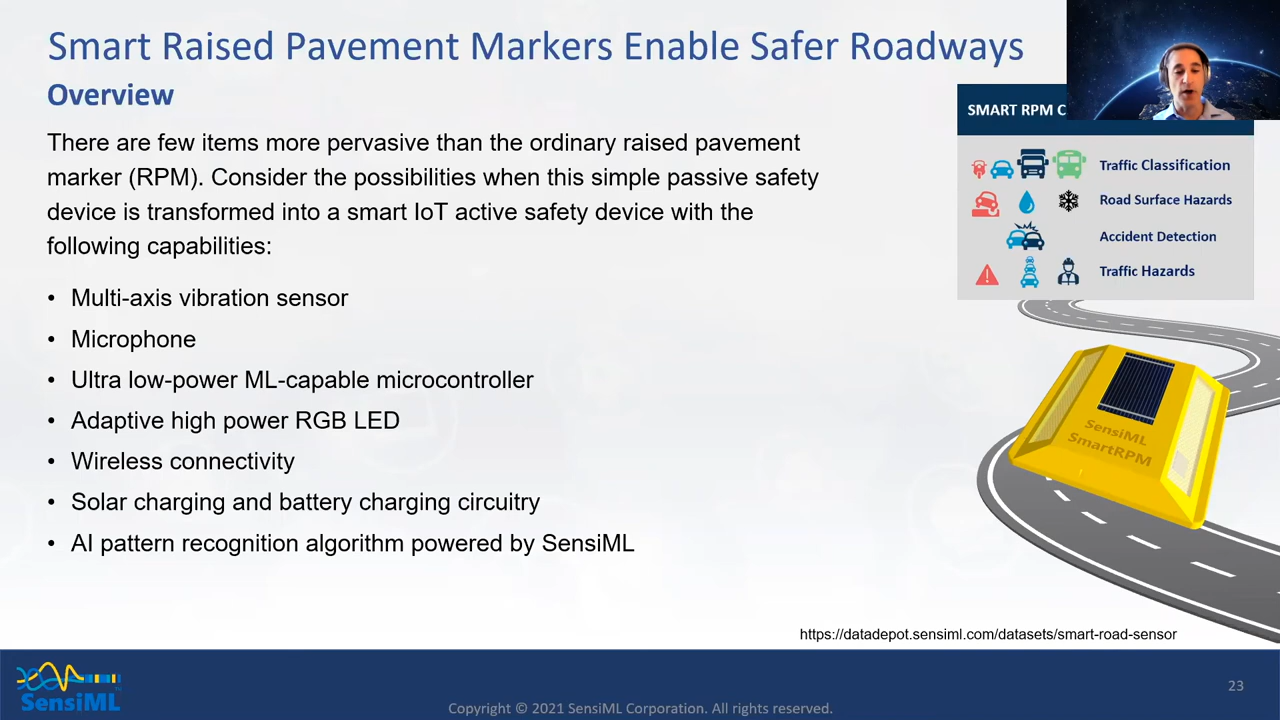 Smart Raised Pavement Markers Enable Safer Roadways
Overview
There are few items more pervasive than the ordinary raised pavement
marker (RPM). Consider the possibilities when this simple passive safety
device is transformed into a smart IoT active safety device with the
following capabilities:
• Multi-axis vibration sensor
• Microphone
• Ultra low-power ML-capable microcontroller
• Adaptive high power RGB LED
• Wireless connectivity
• Solar charging and battery charging circuitry
• AI pattern recognition algorithm powered by SensiML
SMART RPM C
Traffic Classification
Road Surface Hazards
Accident Detection
Traffic Hazards
SensiML
SmartRPM
https://datadepot.sensiml.com/datasets/smart-road-sensor
SensiML
Copyright © 2021 SensiML Corporation. All rights reserved.
23